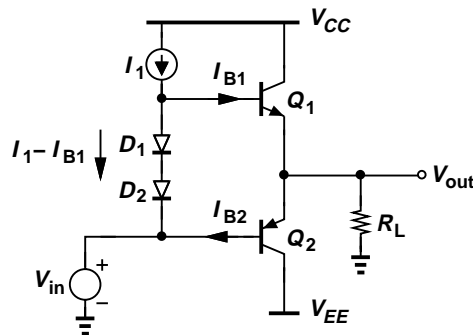 V_CC
I_1
I_B1
Q_1
I_1 – I_B1
D_1
D_2
V_out
I_B2
Q_2
R_L
V_in
+
−
V_EE